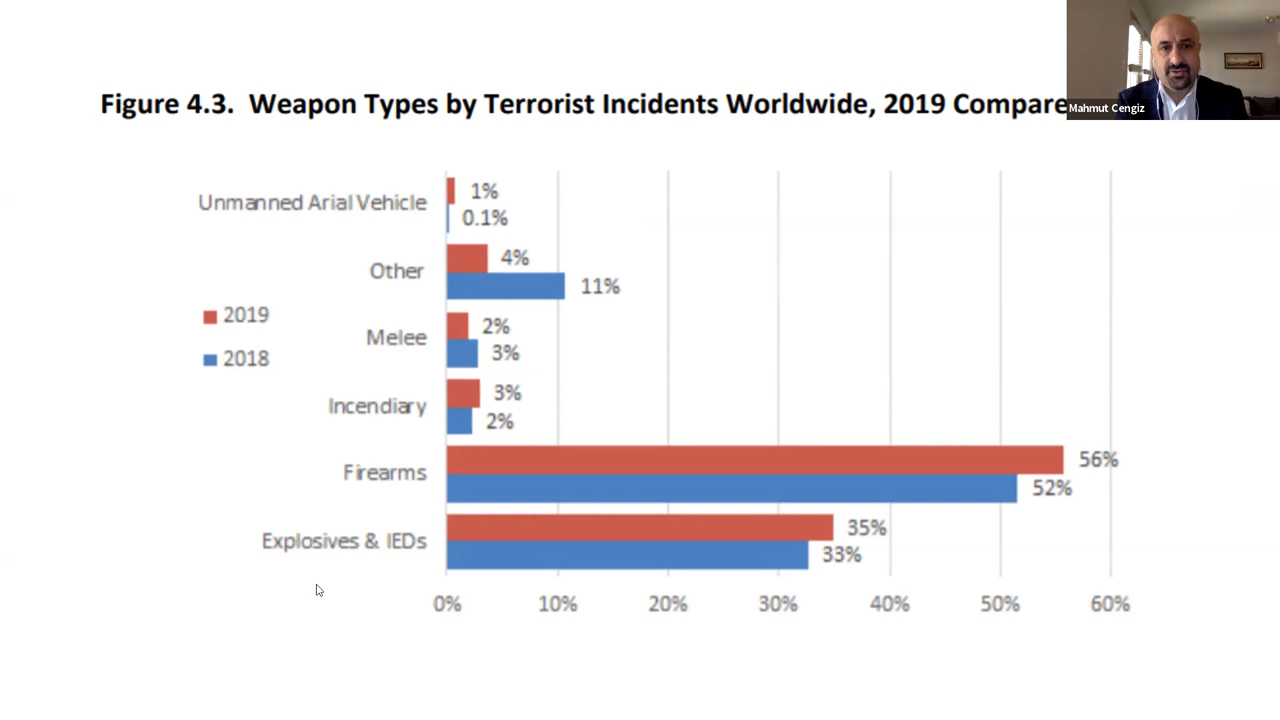 Figure 4.3. Weapon Types by Terrorist Incidents Worldwide, 2019 Compare
Mahmut Cengiz
Unmanned Arial Vehicle
1%
0.1%
Other
4%
11%
2019
2018
Melee
2%
3%
Incendiary
3%
2%
Firearms
56%
52%
Explosives & IEDs
35%
33%
0% 10% 20% 30% 40% 50% 60%